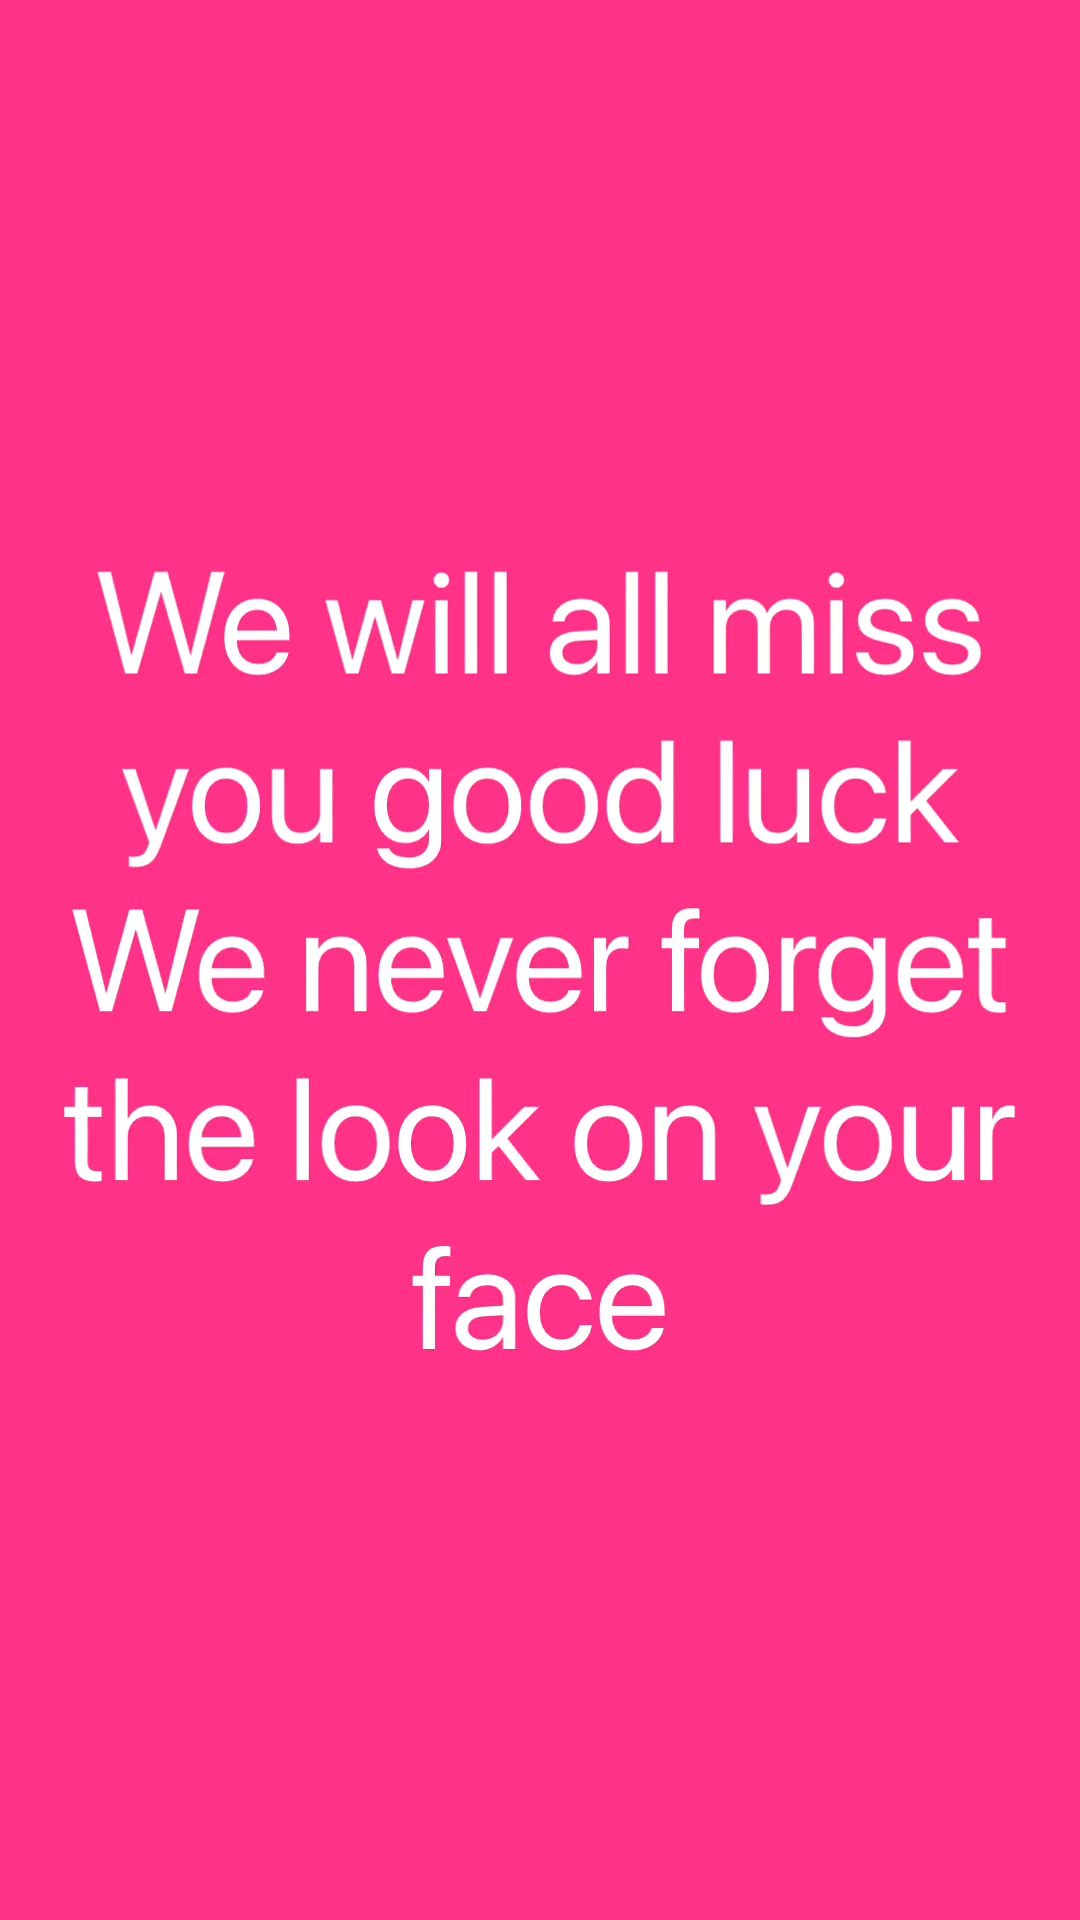 We will all miss
you good luck
We never forget
the look on your
face